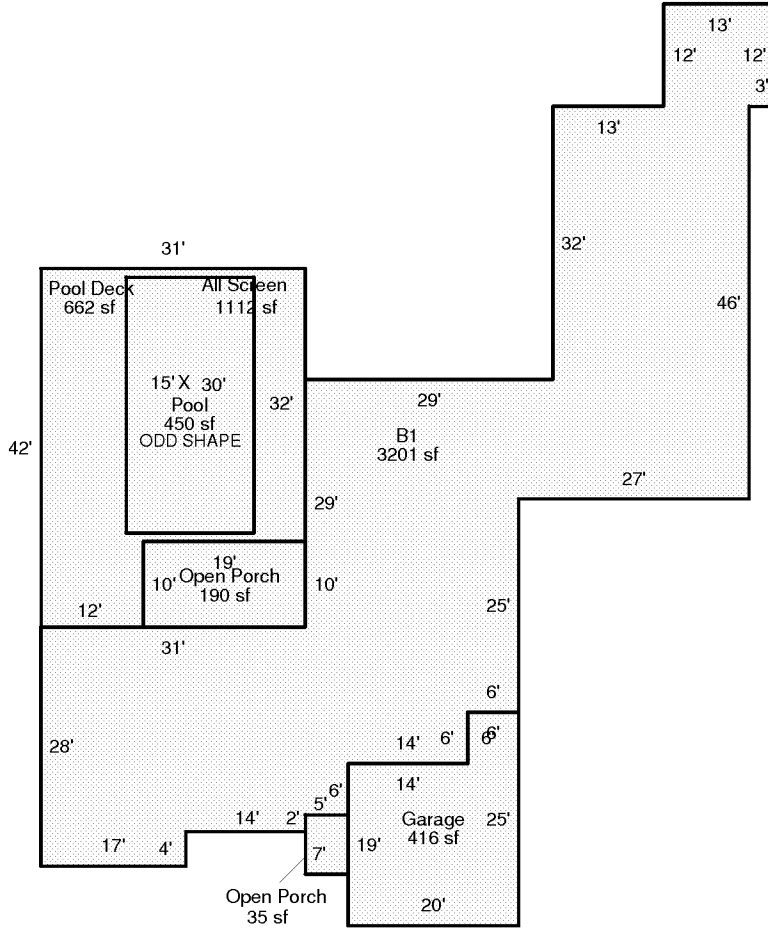 13'
12'
12'
3'
13'
32'
31'
Pool Deck
662 sf
All Screen
1112 sf
46'
15' X 30'
Pool
450 sf
ODD SHAPE
32'
29'
42'
B1
3201 sf
27'
29'
19'
10'
Open Porch
190 sf
10'
12'
25'
31'
6'
28'
14'
6'
6'
6'
14'
6'
5'
14'
2'
Garage
416 sf
25'
17'
4'
7'
19'
Open Porch
35 sf
20'